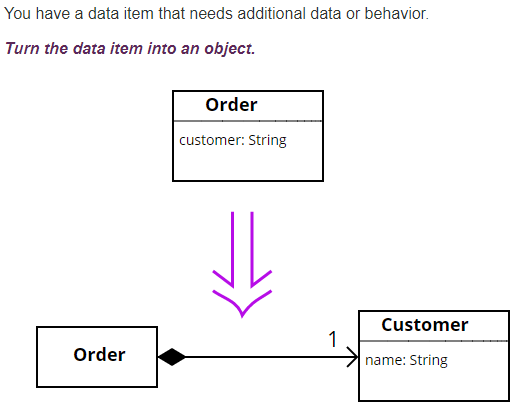 You have a data item that needs additional data or behavior.
Turn the data item into an object.
Order
customer: String
1
Customer
Order
name: String